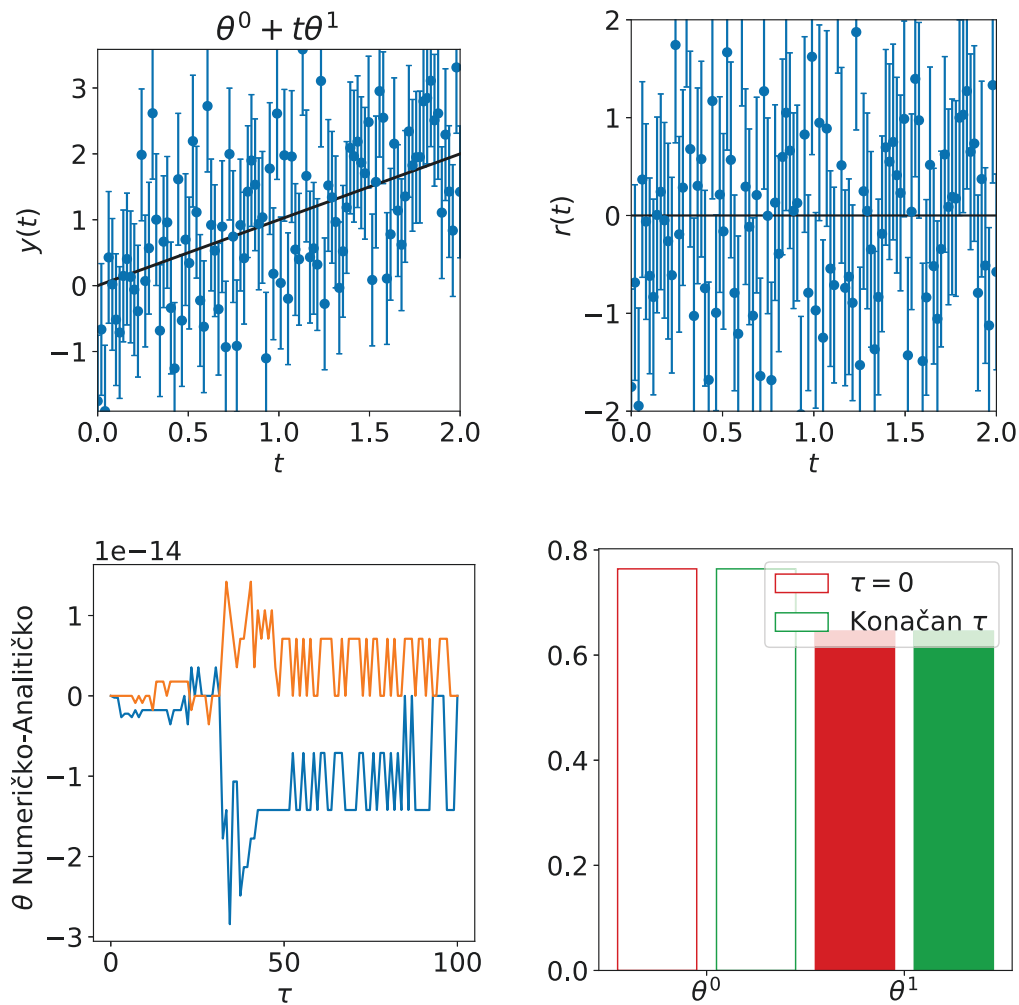 θ⁰ + tθ¹
y(t)
3
2
1
0
−1
0.0 0.5 1.0 1.5 2.0
t
r(t)
2
1
0
−1
−2
0.0 0.5 1.0 1.5 2.0
t
1e−14
θ Numeričko-Analitičko
1
0
−1
−2
−3
0 50 100
τ
0.8
0.6
0.4
0.2
0.0
τ = 0
Konačan τ
θ⁰ θ¹